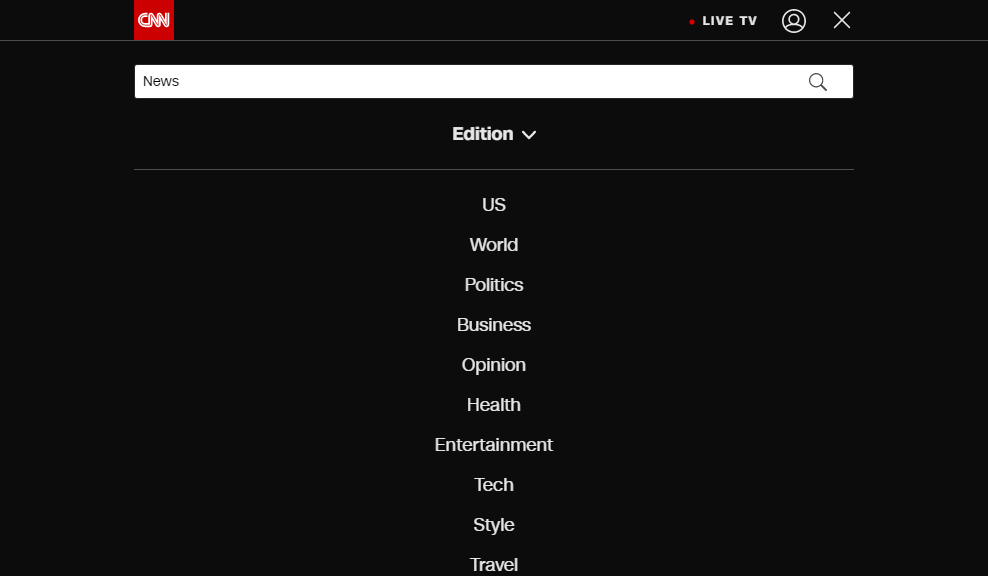 CNN
LIVE TV
News
Edition
US
World
Politics
Business
Opinion
Health
Entertainment
Tech
Style
Travel